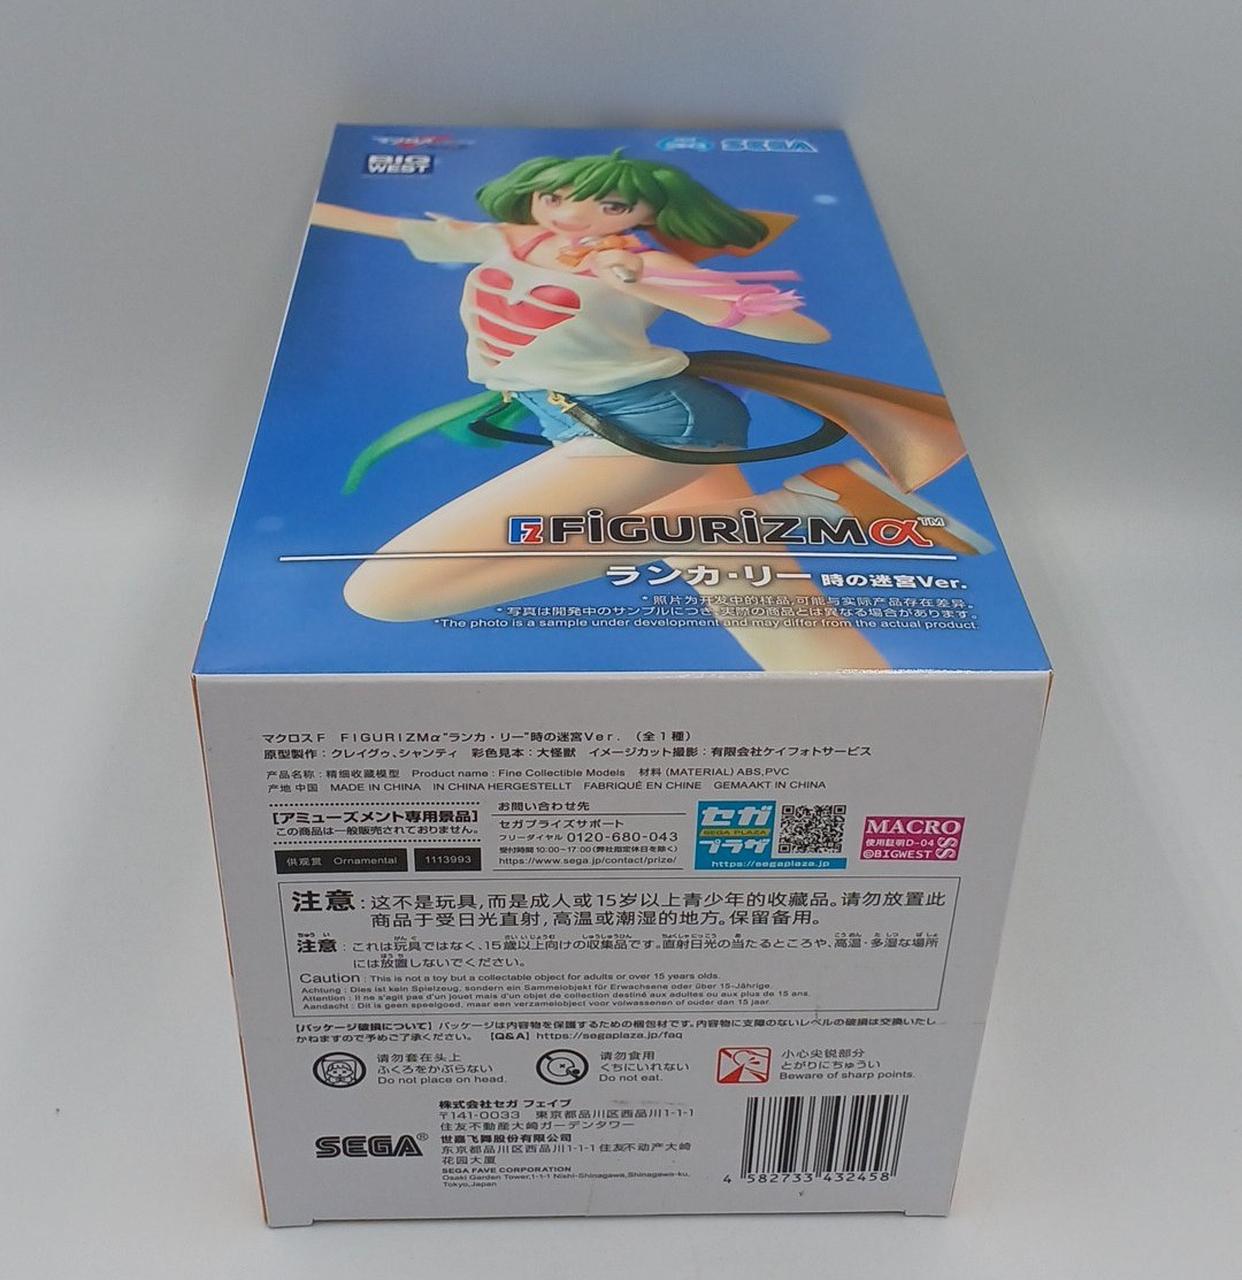 マクロスF
BIG WEST
SEGA
FZ FiGURiZMα™
ランカ・リー 時の迷宮Ver.
* 照片为开发中的样品,可能与实际产品存在差异。
* 写真は開発中のサンプルにつき、実際の商品とは異なる場合があります。
*The photo is a sample under development and may differ from the actual product.
マクロスF FIGURIZMα"ランカ・リー"時の迷宮Ver. (全1種)
原型製作:クレイグゥ、シャンティ 彩色見本:大怪獣 イメージカット撮影:有限会社ケイフォトサービス
产品名称:精细收藏模型 Product name : Fine Collectible Models 材料(MATERIAL) ABS,PVC
产地 中国 MADE IN CHINA IN CHINA HERGESTELLT FABRIQUÉ EN CHINE GEMAAKT IN CHINA
[アミューズメント専用景品]
この商品は一般販売されておりません。
供观赏 Ornamental
1113993
お問い合わせ先
セガプライズサポート
フリーダイヤル 0120-680-043
受付時間 10:00~17:00(弊社指定休日を除く)
https://www.sega.jp/contact/prize/
セガ
SEGA PLAZA
プラザ
https://segaplaza.jp
MACROSS
使用証明D-04
©BIGWEST
注意:这不是玩具,而是成人或15岁以上青少年的收藏品。请勿放置此
商品于受日光直射,高温或潮湿的地方。保留备用。
注意:これは玩具ではなく、15歳以上向けの収集品です。直射日光の当たるところや、高温・多湿な場所
には放置しないでください。
Caution : This is not a toy but a collectable object for adults or over 15 years olds.
Achtung : Dies ist kein Spielzeug, sondern ein Sammelobjekt für Erwachsene oder über 15-Jährige.
Attention : Il ne s'agit pas d'un jouet mais d'un objet de collection destiné aux adultes ou aux plus de 15 ans.
Aandacht : Dit is geen speelgoed, maar een verzamelobject voor volwassenen of ouder dan 15 jaar.
【パッケージ破損について】パッケージは内容物を保護するための梱包材です。内容物に支障のないレベルの破損は交換いたし
かねますので予めご了承ください。 【Q&A】https://segaplaza.jp/faq
请勿套在头上
ふくろをかぶらない
Do not place on head.
请勿食用
くちにいれない
Do not eat.
小心尖锐部分
とがりにちゅうい
Beware of sharp points.
SEGA®
株式会社セガ フェイブ
〒141-0033 東京都品川区西品川1-1-1
住友不動産大崎ガーデンタワー
世嘉飞舞股份有限公司
东京都品川区西品川1-1-1 住友不动产大崎
花园大厦
SEGA FAVE CORPORATION
Osaki Garden Tower,1-1-1 Nishi-Shinagawa,Shinagawa-ku,
Tokyo,Japan
4 582733 432458